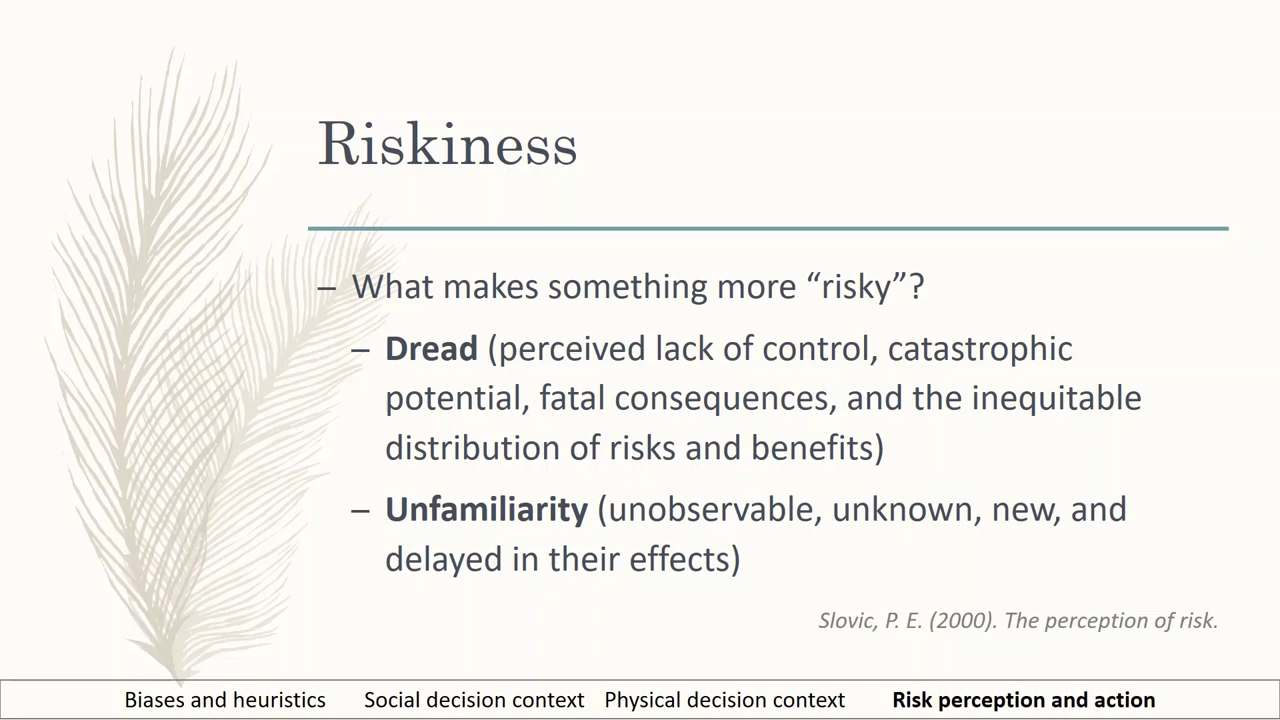 Riskiness
– What makes something more “risky”?
– Dread (perceived lack of control, catastrophic
potential, fatal consequences, and the inequitable
distribution of risks and benefits)
– Unfamiliarity (unobservable, unknown, new, and
delayed in their effects)
Slovic, P. E. (2000). The perception of risk.
Biases and heuristics Social decision context Physical decision context Risk perception and action